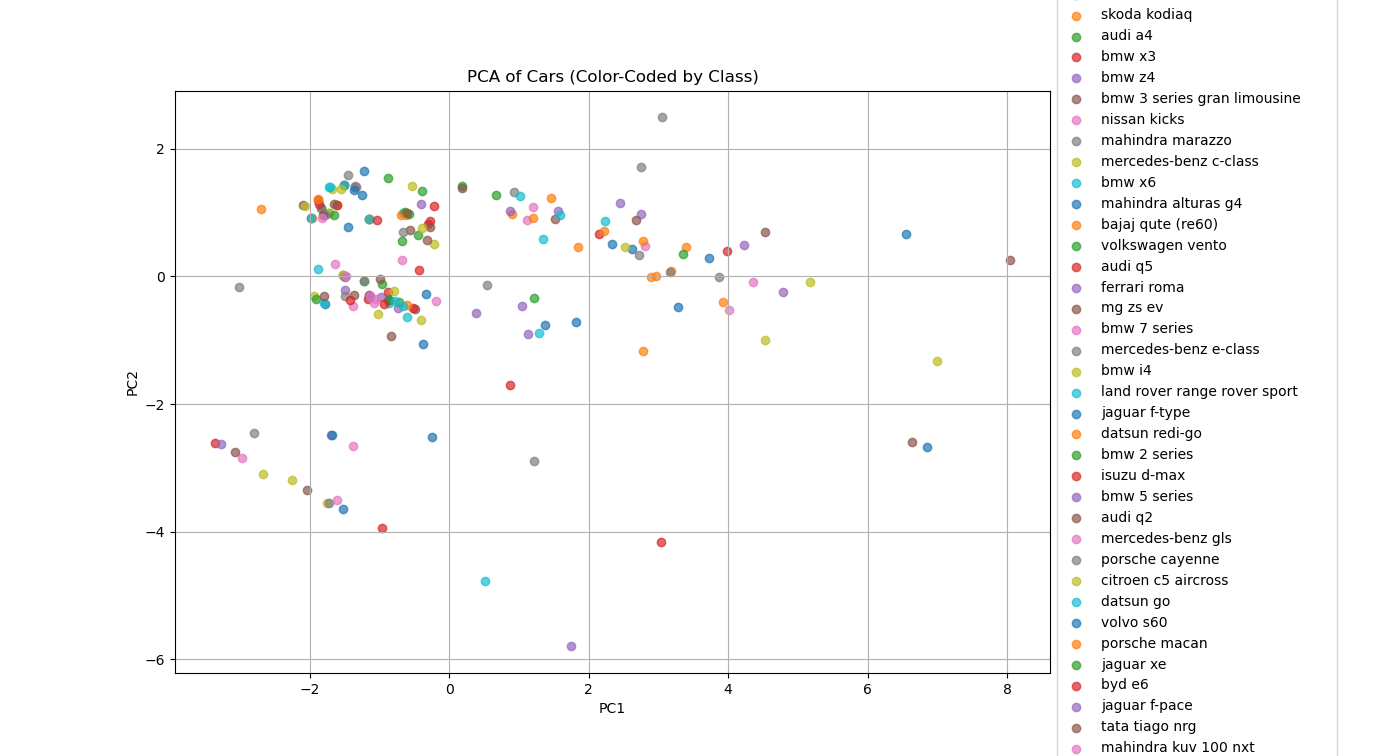 PCA of Cars (Color-Coded by Class)
PC2
2
0
−2
−4
−6
−2
0
2
4
6
8
PC1
skoda kodiaq
audi a4
bmw x3
bmw z4
bmw 3 series gran limousine
nissan kicks
mahindra marazzo
mercedes-benz c-class
bmw x6
mahindra alturas g4
bajaj qute (re60)
volkswagen vento
audi q5
ferrari roma
mg zs ev
bmw 7 series
mercedes-benz e-class
bmw i4
land rover range rover sport
jaguar f-type
datsun redi-go
bmw 2 series
isuzu d-max
bmw 5 series
audi q2
mercedes-benz gls
porsche cayenne
citroen c5 aircross
datsun go
volvo s60
porsche macan
jaguar xe
byd e6
jaguar f-pace
tata tiago nrg
mahindra kuv 100 nxt